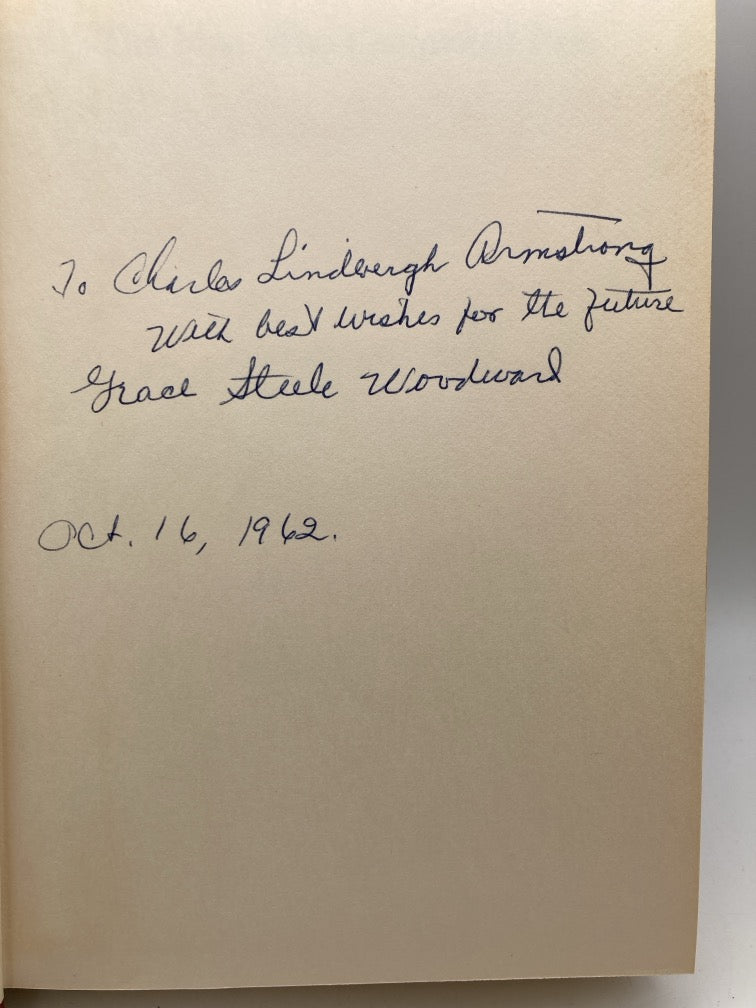 To Charles Lindbergh Armstrong
With best wishes for the future
Grace Steele Woodward
Oct. 16, 1962.